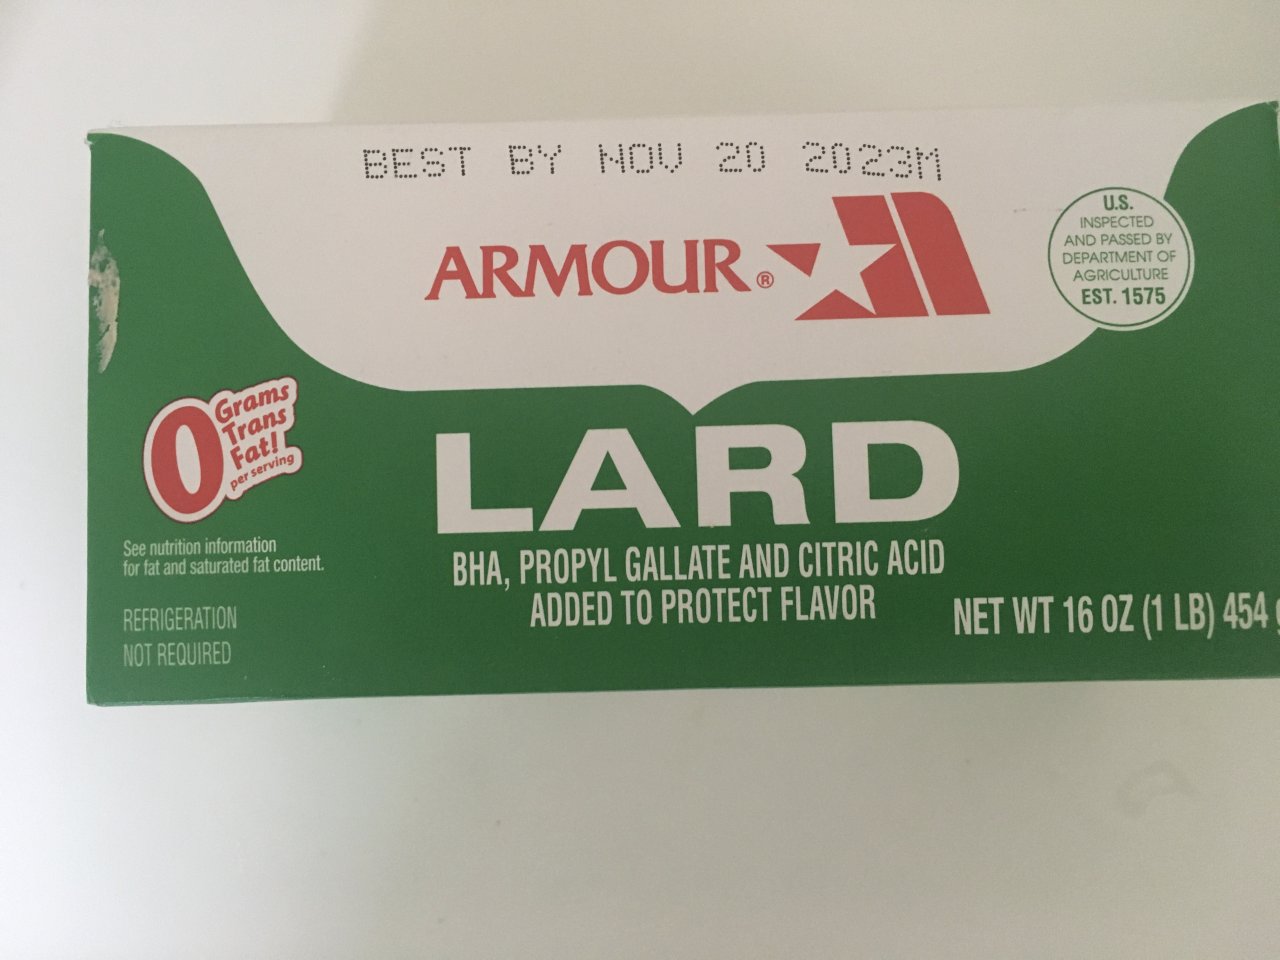 BEST BY NOV 20 2023M
ARMOUR®
U.S.
INSPECTED
AND PASSED BY
DEPARTMENT OF
AGRICULTURE
EST. 1575
0 Grams
Trans
Fat!
per serving
LARD
BHA, PROPYL GALLATE AND CITRIC ACID
ADDED TO PROTECT FLAVOR
See nutrition information
for fat and saturated fat content.
REFRIGERATION
NOT REQUIRED
NET WT 16 OZ (1 LB) 454